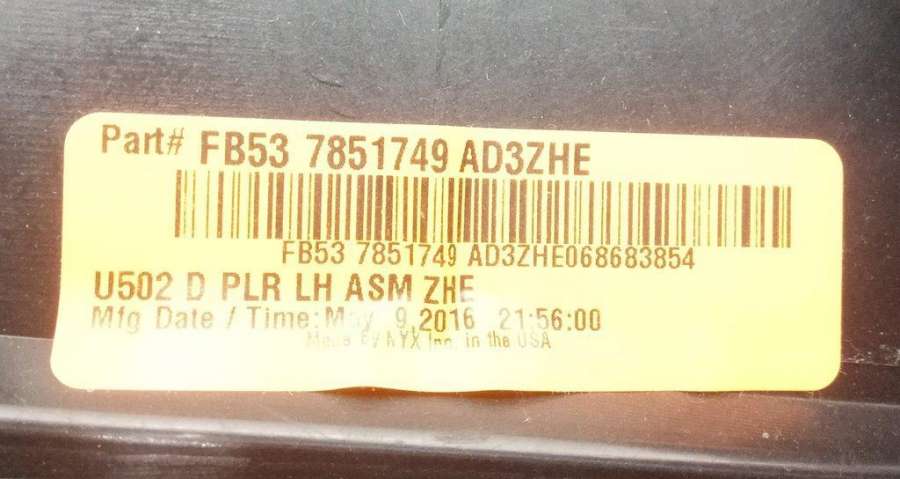 Part# FB53 7851749 AD3ZHE
FB53 7851749 AD3ZHE068683854
U502 D PLR LH ASM ZHE
Mfg Date / Time: May 9, 2016 21:56:00
Made by NYX Inc. in the USA